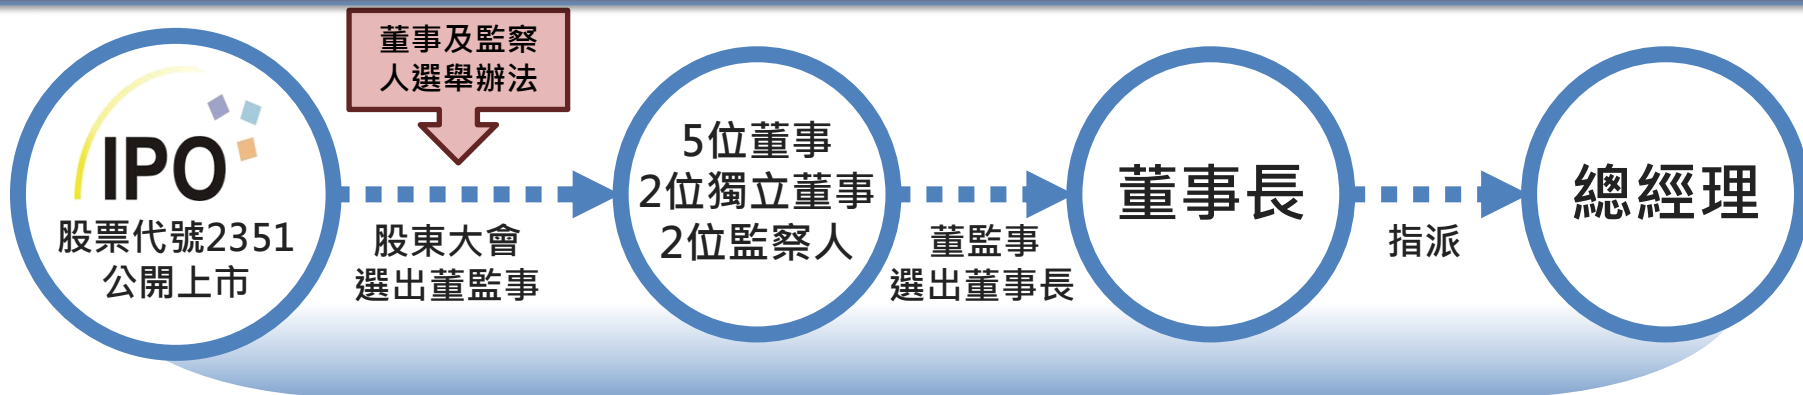 董事及監察
人選舉辦法
IPO
股票代號2351
公開上市
股東大會
選出董監事
5位董事
2位獨立董事
2位監察人
董監事
選出董事長
董事長
指派
總經理